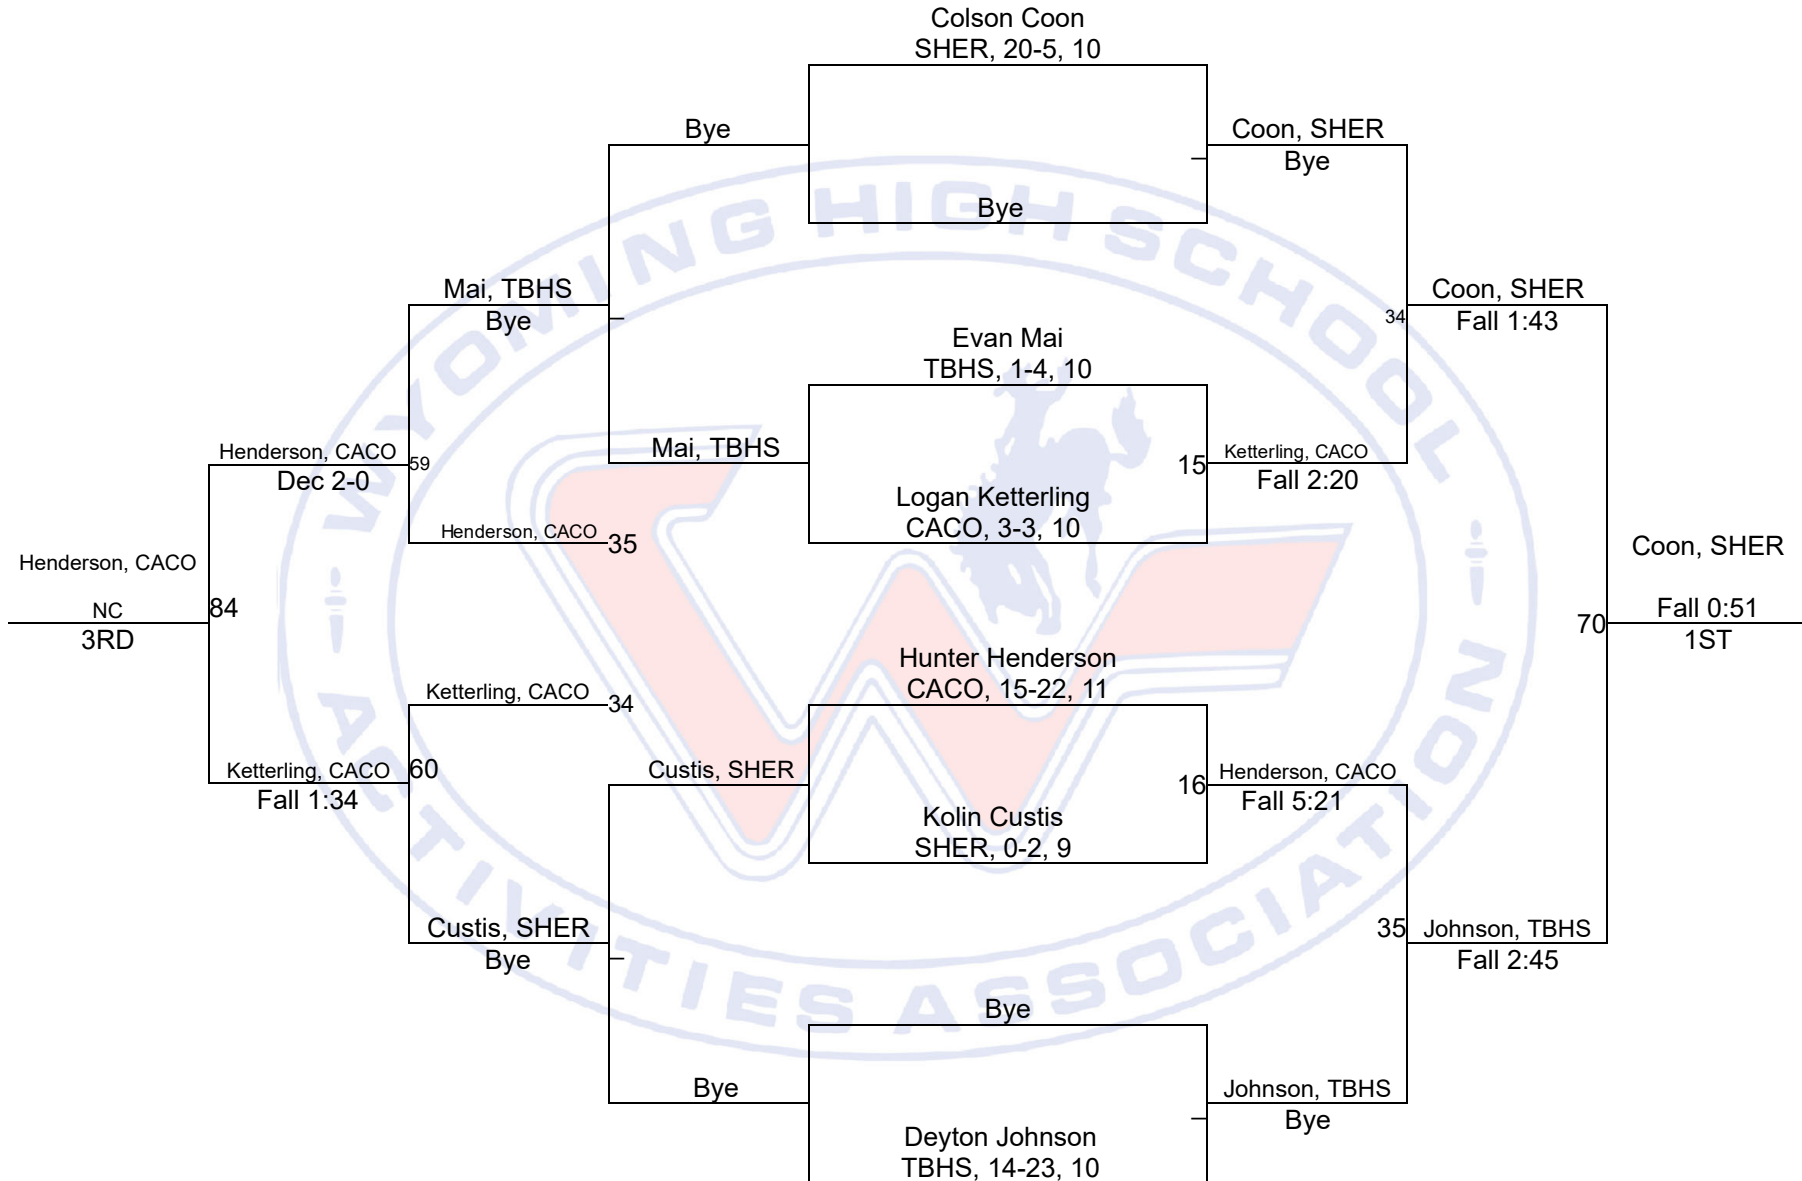 Colson Coon
SHER, 20-5, 10
Bye
Coon, SHER
Bye
Bye
Mai, TBHS
Bye
Coon, SHER
34
Fall 1:43
Evan Mai
TBHS, 1-4, 10
Mai, TBHS
15
Ketterling, CACO
Fall 2:20
Henderson, CACO
59
Dec 2-0
Logan Ketterling
CACO, 3-3, 10
Henderson, CACO
35
Henderson, CACO
84
NC
3RD
Coon, SHER
70
Fall 0:51
1ST
Hunter Henderson
CACO, 15-22, 11
Ketterling, CACO
34
Custis, SHER
16
Henderson, CACO
Fall 5:21
Ketterling, CACO
60
Fall 1:34
Kolin Custis
SHER, 0-2, 9
Custis, SHER
Bye
35
Johnson, TBHS
Fall 2:45
Bye
Bye
Johnson, TBHS
Bye
Deyton Johnson
TBHS, 14-23, 10
WYOMING HIGH SCHOOL
ACTIVITIES ASSOCIATION